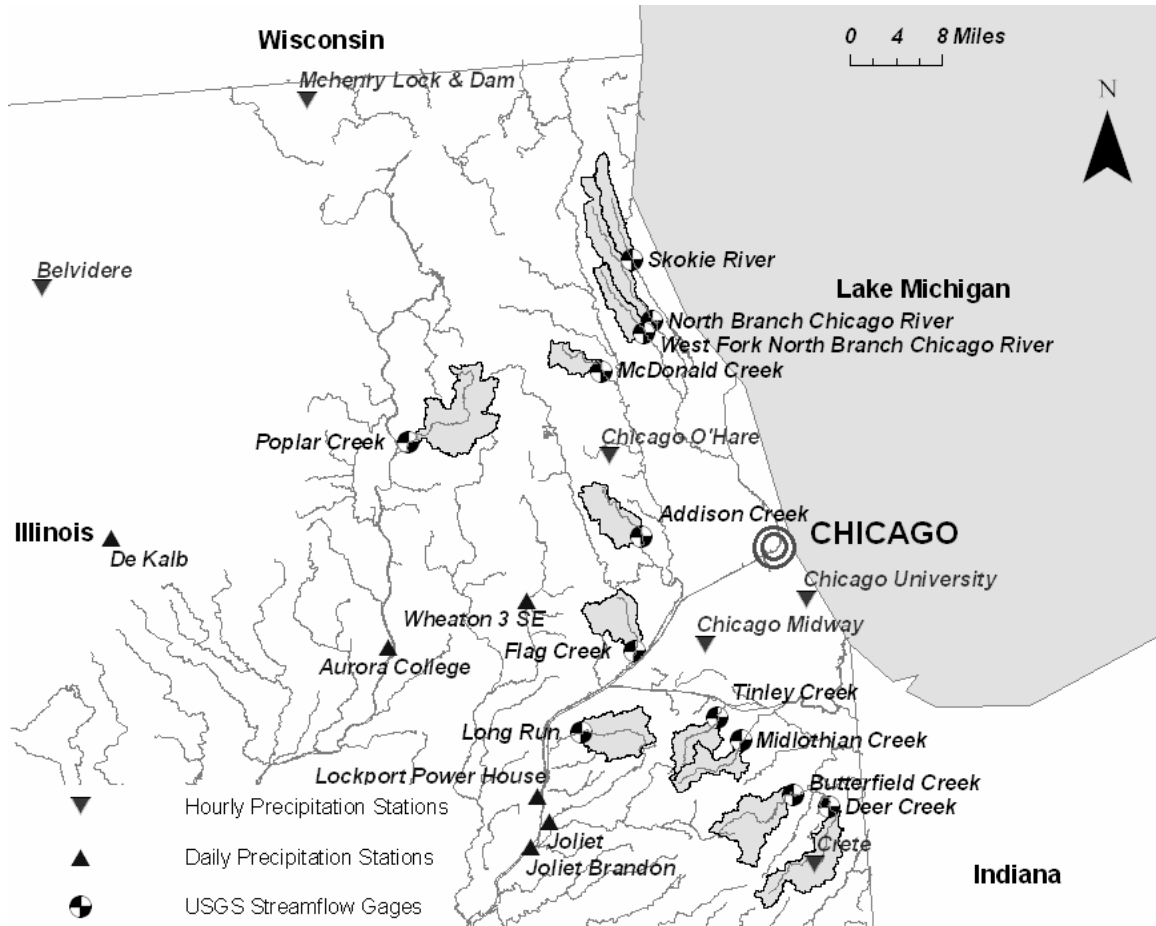 Wisconsin
0 4 8 Miles
Mchenry Lock & Dam
N
Belvidere
Skokie River
Lake Michigan
North Branch Chicago River
West Fork North Branch Chicago River
McDonald Creek
Poplar Creek
Chicago O'Hare
Addison Creek
Illinois
CHICAGO
De Kalb
Chicago University
Wheaton 3 SE
Chicago Midway
Flag Creek
Aurora College
Tinley Creek
Long Run
Midlothian Creek
Lockport Power House
Butterfield Creek
Hourly Precipitation Stations
Deer Creek
Joliet
Crete
Daily Precipitation Stations
Joliet Brandon
Indiana
USGS Streamflow Gages